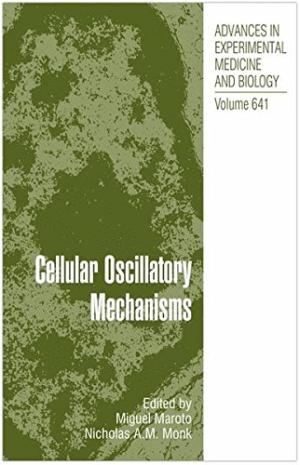 ADVANCES IN
EXPERIMENTAL
MEDICINE
AND BIOLOGY
Volume 641
Cellular Oscillatory
Mechanisms
Edited by
Miguel Maroto
Nicholas A.M. Monk